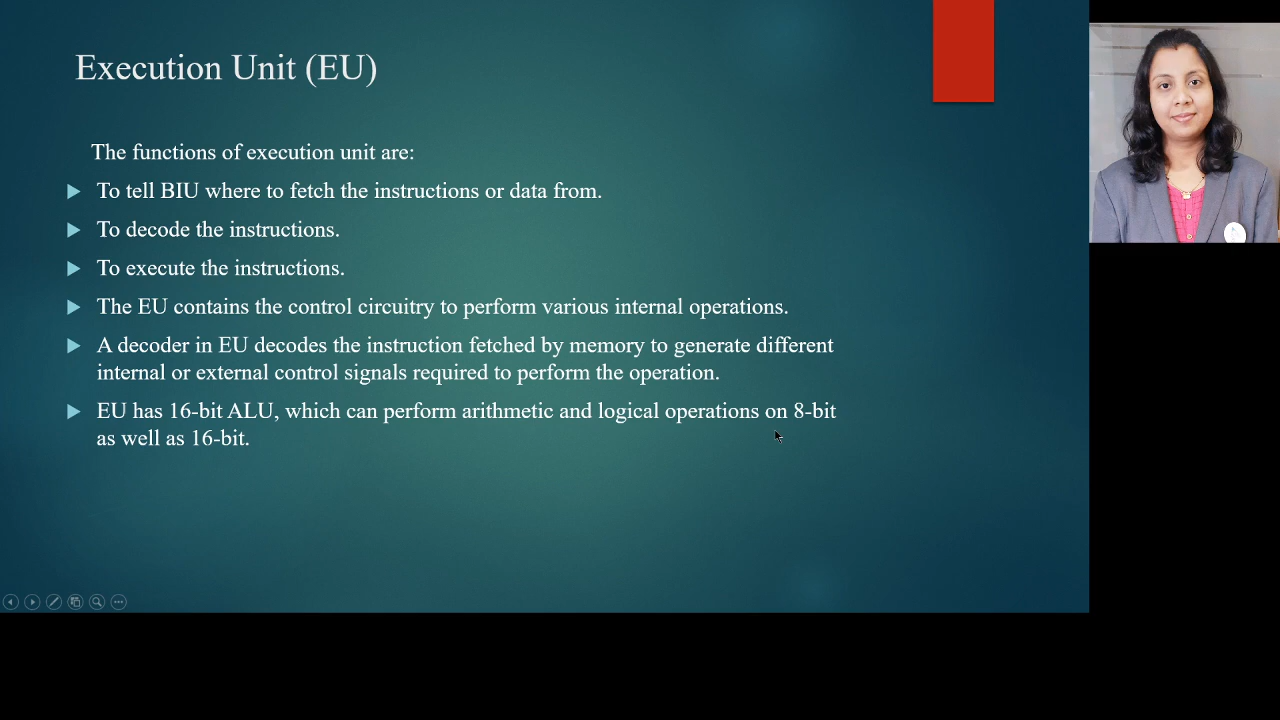 Execution Unit (EU)
The functions of execution unit are:
To tell BIU where to fetch the instructions or data from.
To decode the instructions.
To execute the instructions.
The EU contains the control circuitry to perform various internal operations.
A decoder in EU decodes the instruction fetched by memory to generate different
internal or external control signals required to perform the operation.
EU has 16-bit ALU, which can perform arithmetic and logical operations on 8-bit
as well as 16-bit.